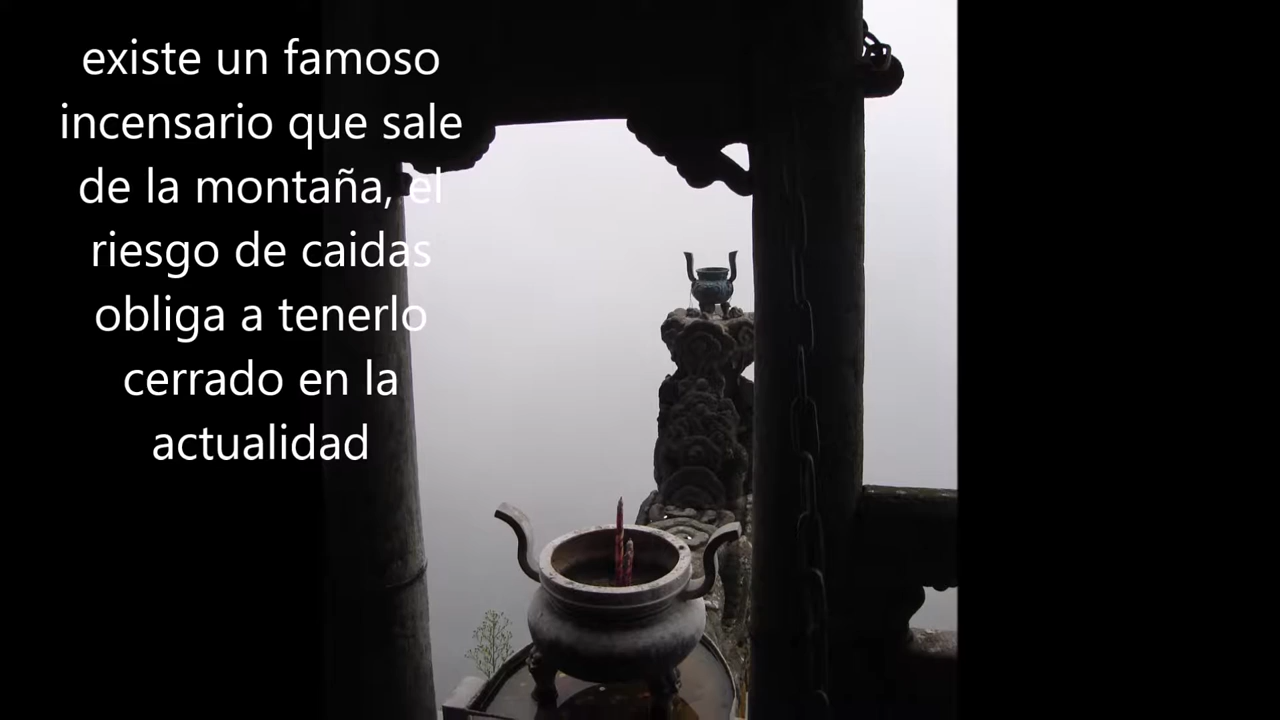 existe un famoso
incensario que sale
de la montaña, el
riesgo de caidas
obliga a tenerlo
cerrado en la
actualidad